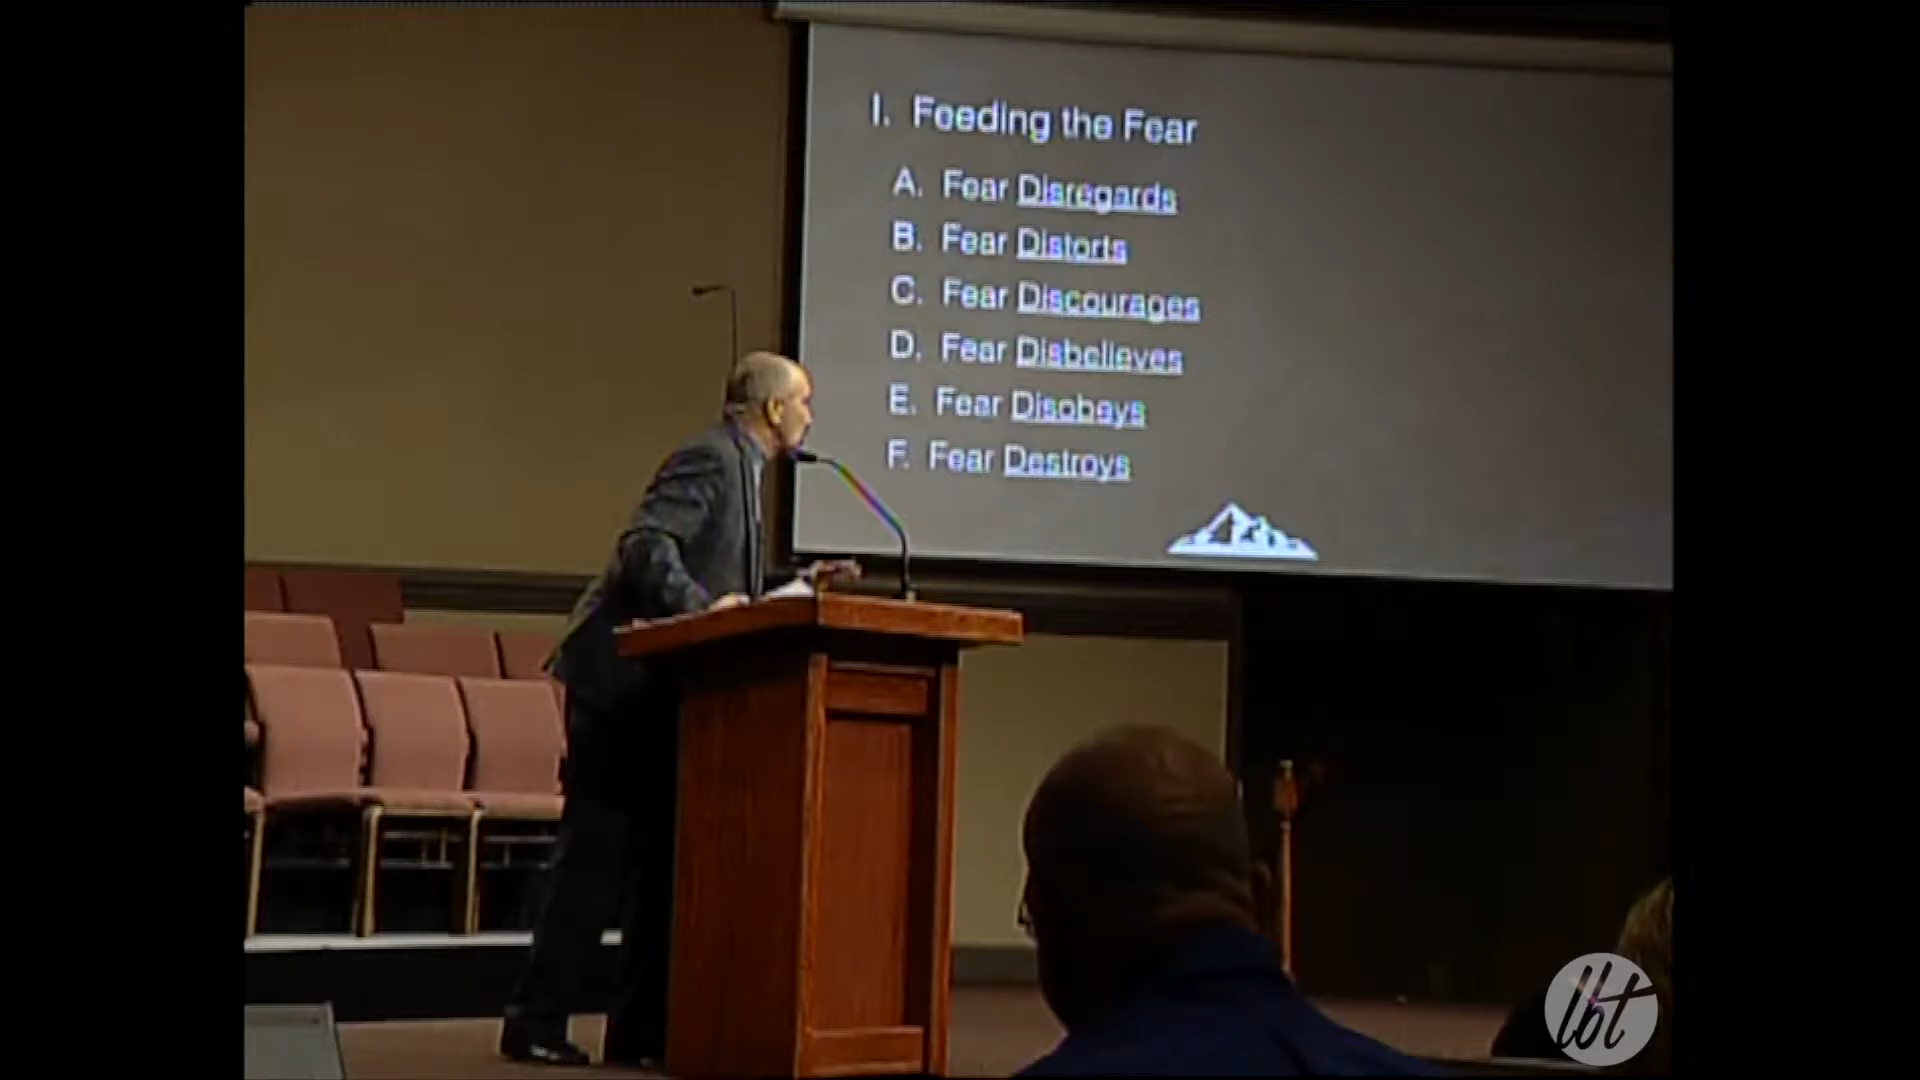 I. Feeding the Fear
A. Fear Disregards
B. Fear Distorts
C. Fear Discourages
D. Fear Disbelieves
E. Fear Disobeys
F. Fear Destroys
lbt